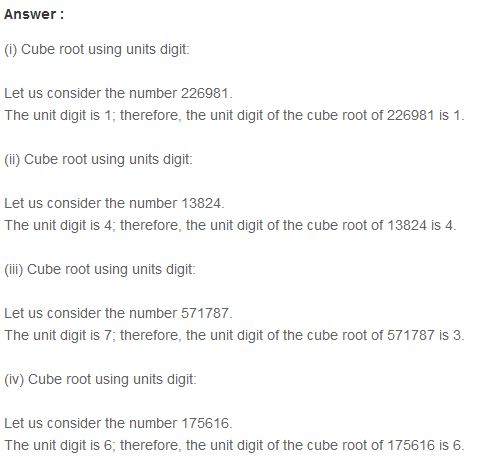 Answer :
(i) Cube root using units digit:
Let us consider the number 226981.
The unit digit is 1; therefore, the unit digit of the cube root of 226981 is 1.
(ii) Cube root using units digit:
Let us consider the number 13824.
The unit digit is 4; therefore, the unit digit of the cube root of 13824 is 4.
(iii) Cube root using units digit:
Let us consider the number 571787.
The unit digit is 7; therefore, the unit digit of the cube root of 571787 is 3.
(iv) Cube root using units digit:
Let us consider the number 175616.
The unit digit is 6; therefore, the unit digit of the cube root of 175616 is 6.